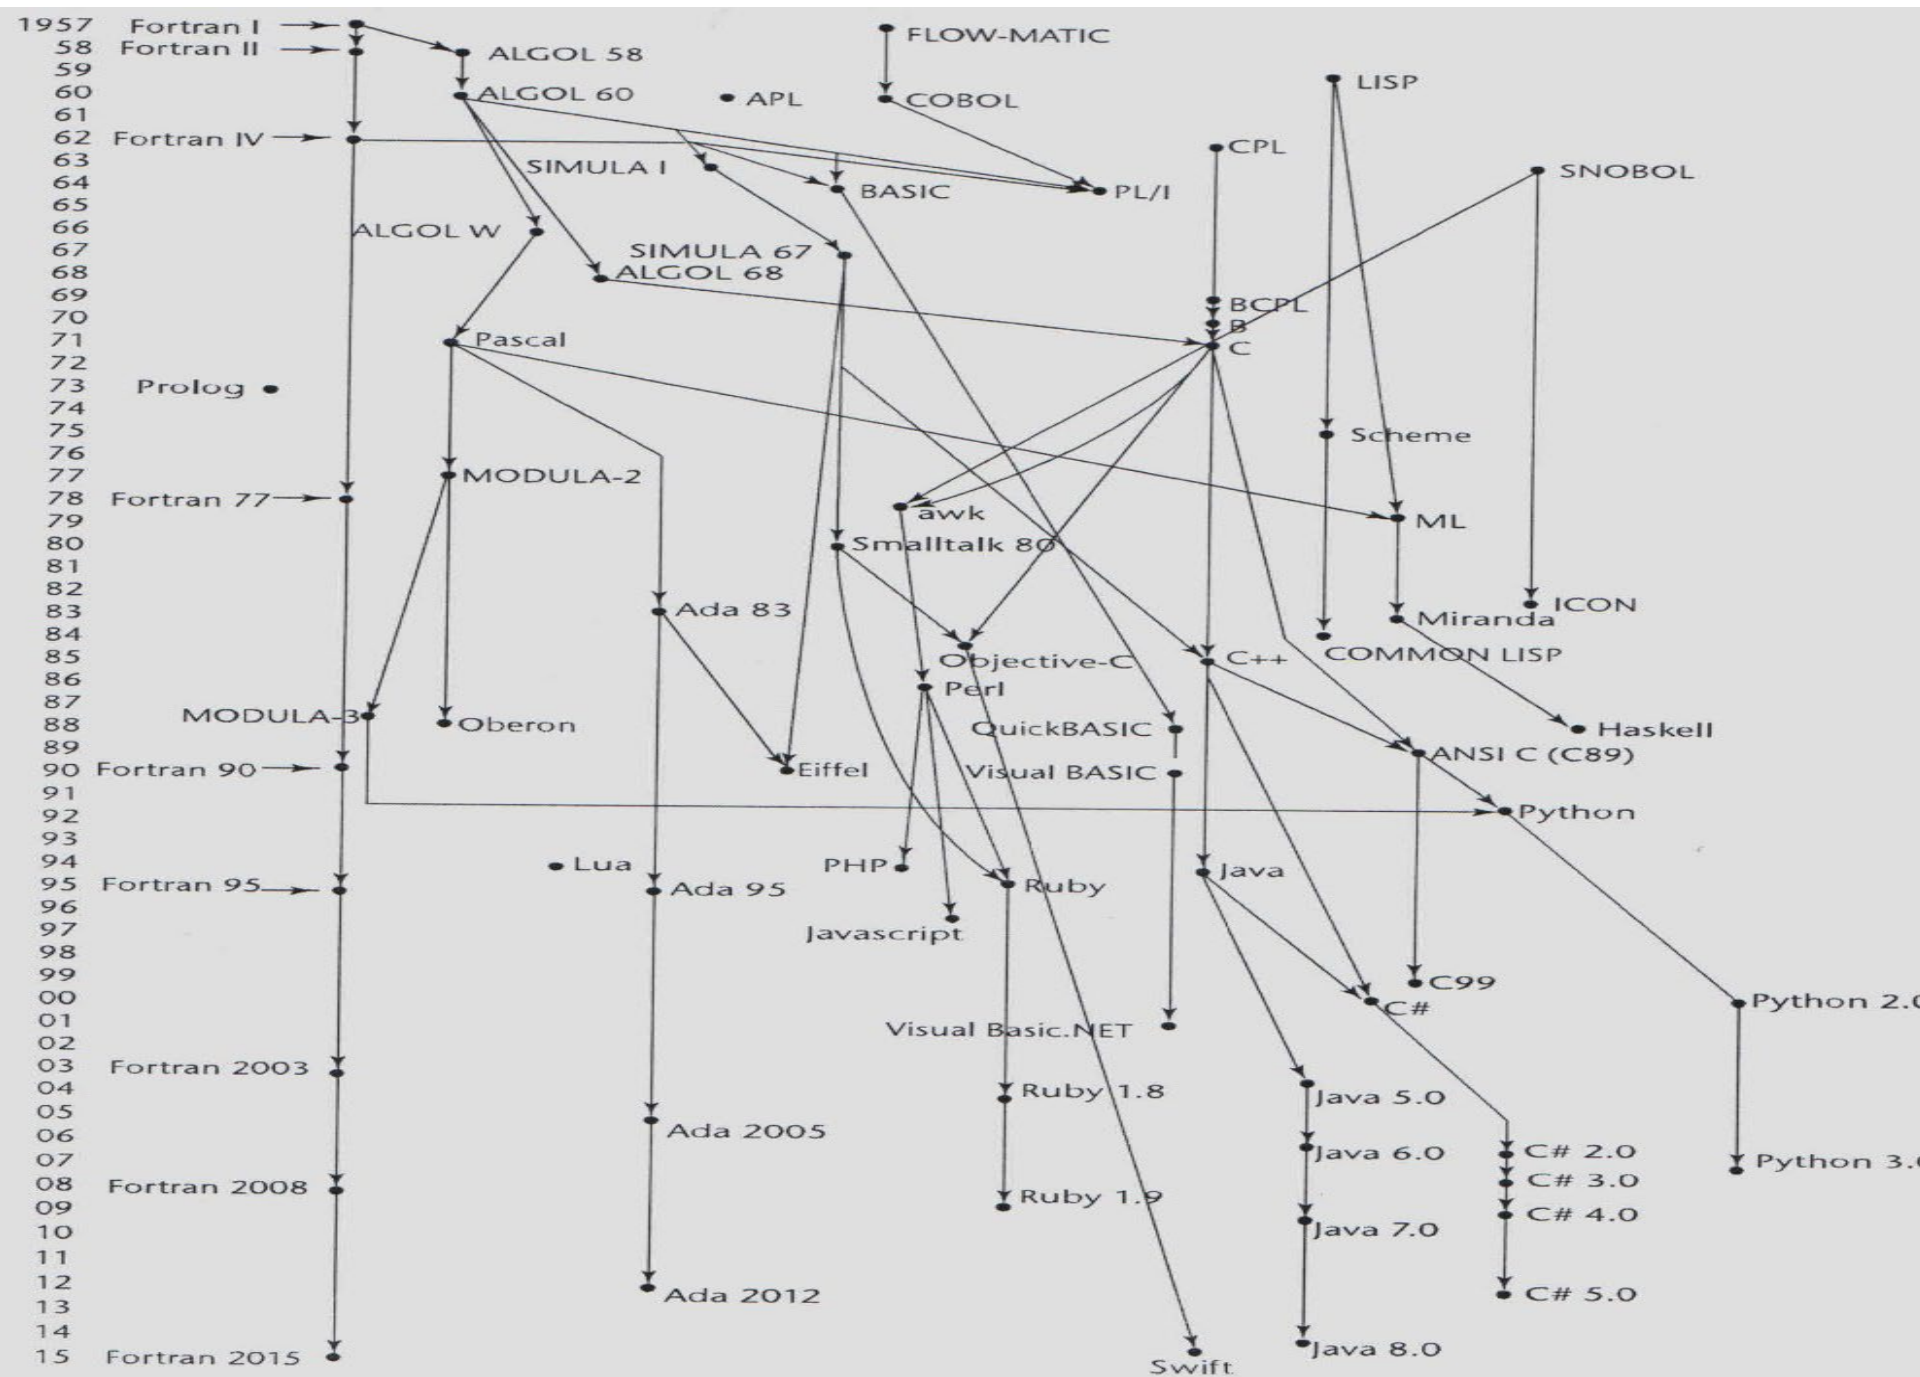 1957 Fortran I
58 Fortran II
59
60
61
62 Fortran IV
63
64
65
66
67
68
69
70
71
72
73
74
75
76
77
78 Fortran 77
79
80
81
82
83
84
85
86
87
88
89
90 Fortran 90
91
92
93
94
95 Fortran 95
96
97
98
99
00
01
02
03 Fortran 2003
04
05
06
07
08 Fortran 2008
09
10
11
12
13
14
15 Fortran 2015
FLOW-MATIC
ALGOL 58
LISP
ALGOL 60
APL
COBOL
CPL
SIMULA I
SNOBOL
BASIC
PL/I
ALGOL W
SIMULA 67
ALGOL 68
BCPL
B
Pascal
C
Prolog
Scheme
MODULA-2
awk
ML
Smalltalk 80
Ada 83
ICON
Miranda
Objective-C
C++
COMMON LISP
Perl
MODULA-3
Oberon
QuickBASIC
Haskell
Eiffel
Visual BASIC
ANSI C (C89)
Python
Lua
PHP
Java
Ada 95
Ruby
Javascript
C99
C#
Python 2.0
Visual Basic.NET
Ruby 1.8
Java 5.0
Ada 2005
Java 6.0
C# 2.0
Python 3.0
C# 3.0
Ruby 1.9
C# 4.0
Java 7.0
Ada 2012
C# 5.0
Java 8.0
Swift